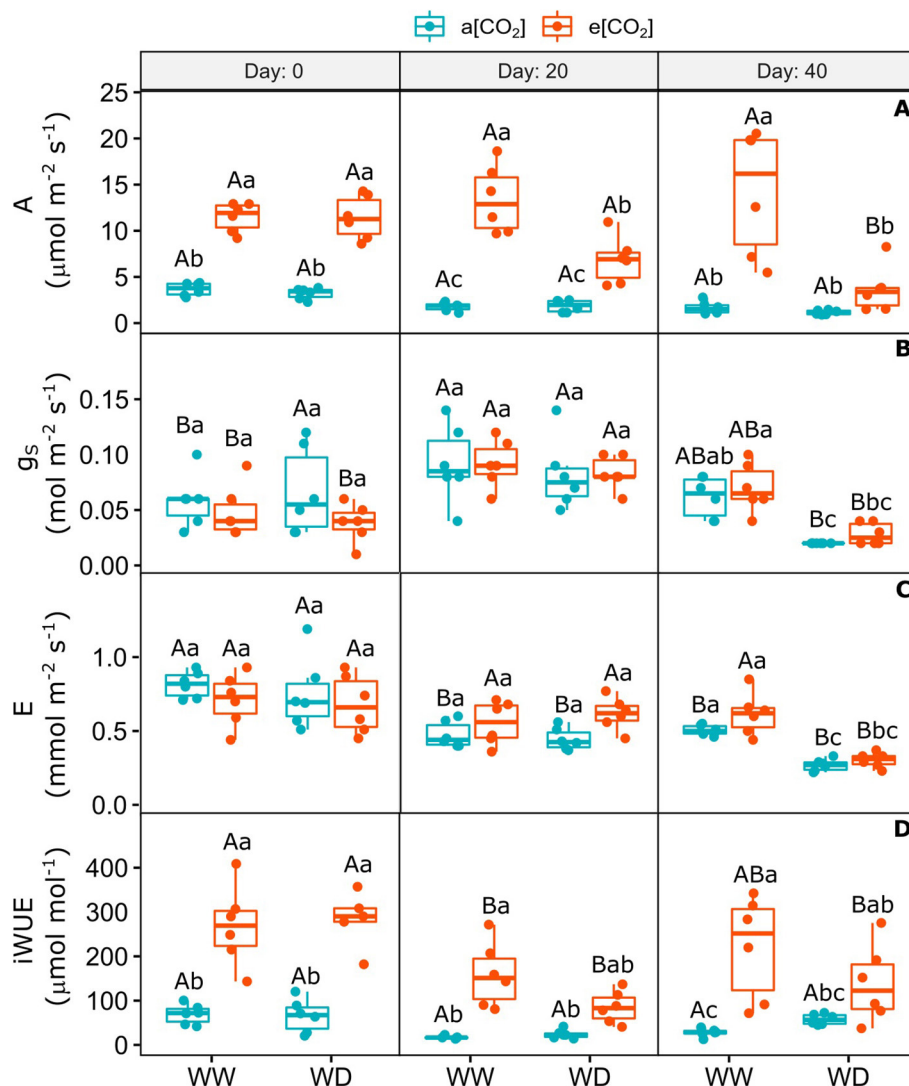 a[CO₂] e[CO₂]
Day: 0 Day: 20 Day: 40
A
A
(μmol m⁻² s⁻¹)
25
20
15
10
5
0
Ab Aa Ab Aa
Ac Aa Ac Ab
Ab Aa Ab Bb
B
gₛ
(mol m⁻² s⁻¹)
0.15
0.10
0.05
0.00
Ba Ba Aa Ba
Aa Aa Aa Aa
ABab ABa Bc Bbc
C
E
(mmol m⁻² s⁻¹)
1.0
0.5
0.0
Aa Aa Aa Aa
Ba Aa Ba Aa
Ba Aa Bc Bbc
D
iWUE
(μmol mol⁻¹)
400
300
200
100
0
Ab Aa Ab Aa
Ab Ba Ab Bab
Ac ABa Abc Bab
WW WD WW WD WW WD